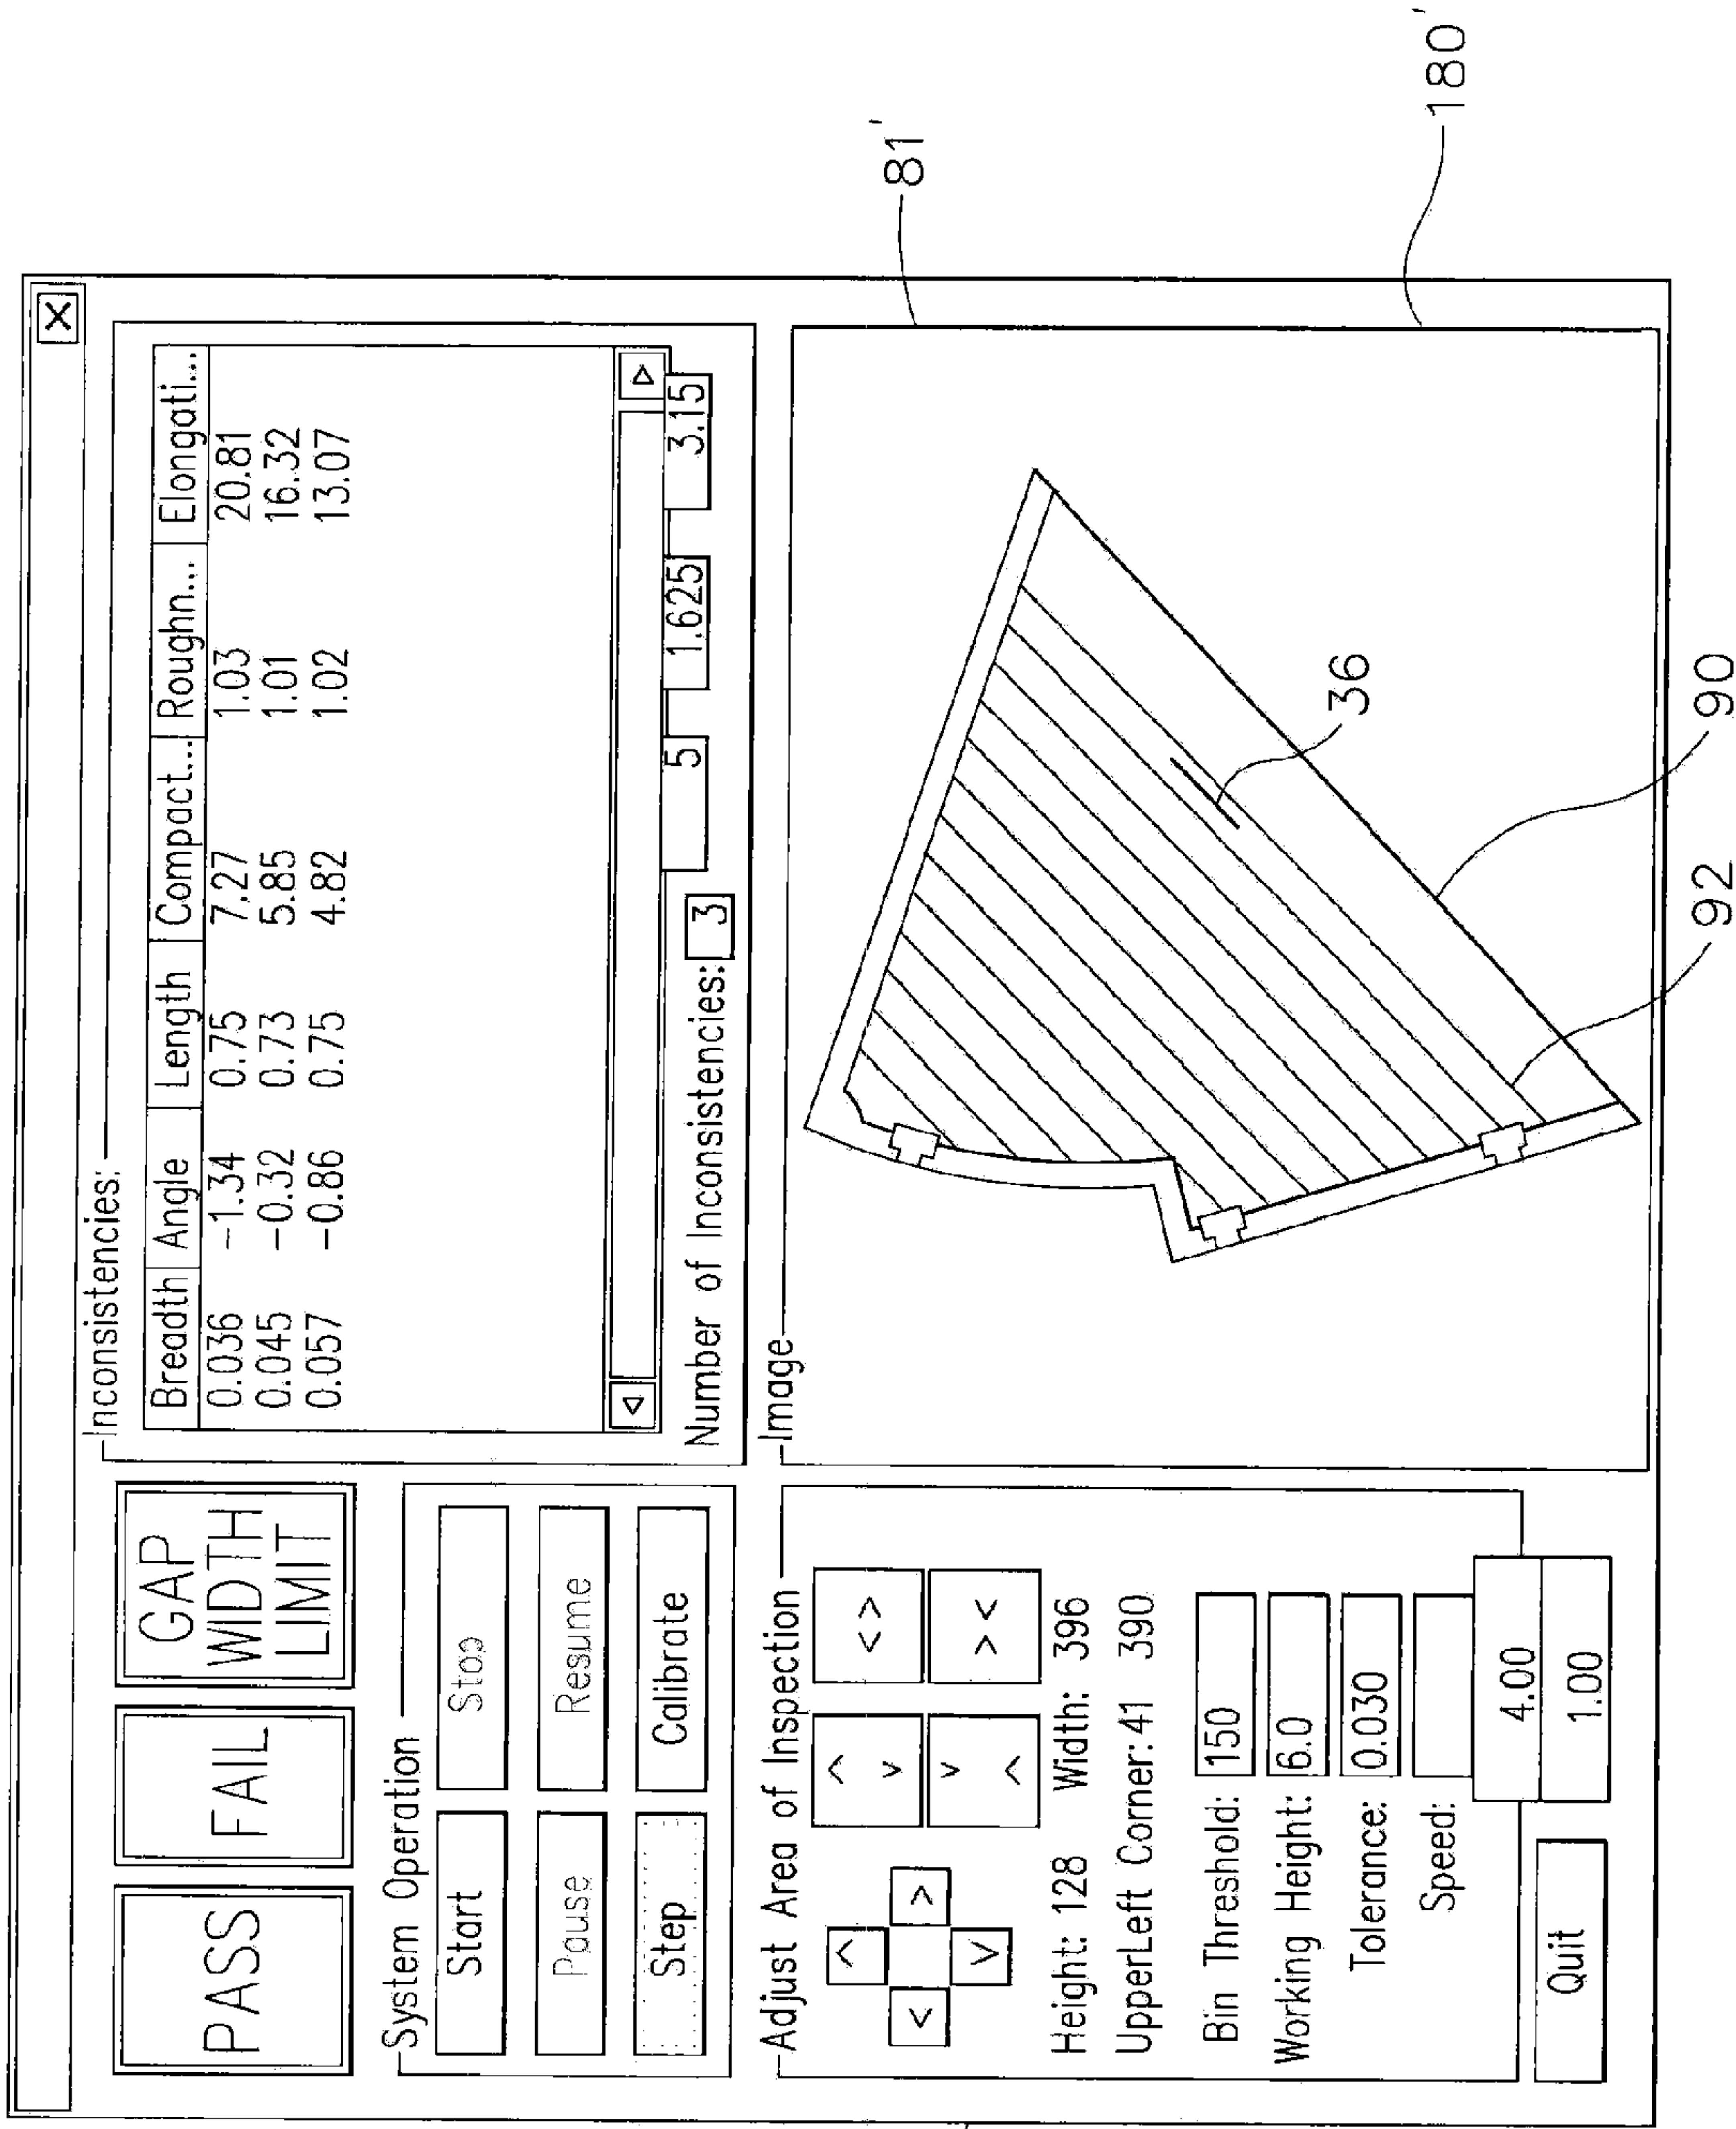 X
PASS
FAIL
GAP
WIDTH
LIMIT
System Operation
Start
Stop
Pause
Resume
Step
Calibrate
Inconsistencies:
Breadth Angle Length Compact... Roughn... Elongati...
0.036 -1.34 0.75 7.27 1.03 20.81
0.045 -0.32 0.73 5.85 1.01 16.32
0.057 -0.86 0.75 4.82 1.02 13.07
Number of Inconsistencies: 3
5
1.625
3.15
Adjust Area of Inspection
^
< >
V
^
v
v
^
< >
> <
Height: 128 Width: 396
UpperLeft Corner: 41 390
Bin Threshold: 150
Working Height: 6.0
Tolerance: 0.030
Speed:
4.00
1.00
Quit
Image
81'
180'
36
90
92